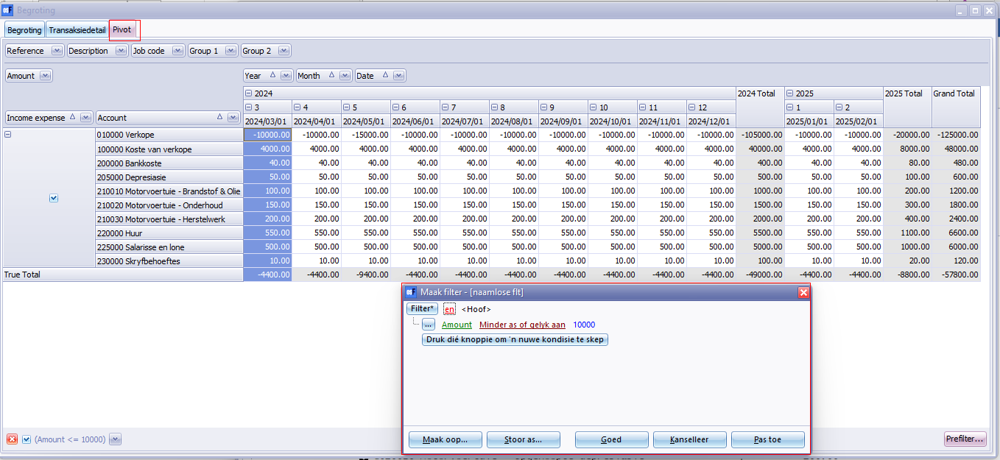 Begroting
Begroting Transaksiedetail Pivot
Reference Description Job code Group 1 Group 2
Amount Year Month Date
2024 2024 Total 2025 2025 Total Grand Total
3 4 5 6 7 8 9 10 11 12 1 2
Income expense Account 2024/03/01 2024/04/01 2024/05/01 2024/06/01 2024/07/01 2024/08/01 2024/09/01 2024/10/01 2024/11/01 2024/12/01 2025/01/01 2025/02/01
010000 Verkope -10000.00 -10000.00 -15000.00 -10000.00 -10000.00 -10000.00 -10000.00 -10000.00 -10000.00 -10000.00 -105000.00 -10000.00 -10000.00 -20000.00 -125000.00
100000 Koste van verkope 4000.00 4000.00 4000.00 4000.00 4000.00 4000.00 4000.00 4000.00 4000.00 4000.00 40000.00 4000.00 4000.00 8000.00 48000.00
200000 Bankkoste 40.00 40.00 40.00 40.00 40.00 40.00 40.00 40.00 40.00 40.00 400.00 40.00 40.00 80.00 480.00
205000 Depresiasie 50.00 50.00 50.00 50.00 50.00 50.00 50.00 50.00 50.00 50.00 500.00 50.00 50.00 100.00 600.00
210010 Motorvoertuie - Brandstof & Olie 100.00 100.00 100.00 100.00 100.00 100.00 100.00 100.00 100.00 100.00 1000.00 100.00 100.00 200.00 1200.00
210020 Motorvoertuie - Onderhoud 150.00 150.00 150.00 150.00 150.00 150.00 150.00 150.00 150.00 150.00 1500.00 150.00 150.00 300.00 1800.00
210030 Motorvoertuie - Herstelwerk 200.00 200.00 200.00 200.00 200.00 200.00 200.00 200.00 200.00 200.00 2000.00 200.00 200.00 400.00 2400.00
220000 Huur 550.00 550.00 550.00 550.00 550.00 550.00 550.00 550.00 550.00 550.00 5500.00 550.00 550.00 1100.00 6600.00
225000 Salarisse en lone 500.00 500.00 500.00 500.00 500.00 500.00 500.00 500.00 500.00 500.00 5000.00 500.00 500.00 1000.00 6000.00
230000 Skryfbehoeftes 10.00 10.00 10.00 10.00 10.00 10.00 10.00 10.00 10.00 10.00 100.00 10.00 10.00 20.00 120.00
True Total -4400.00 -4400.00 -9400.00 -4400.00 -4400.00 -4400.00 -4400.00 -4400.00 -4400.00 -4400.00 -49000.00 -4400.00 -4400.00 -8800.00 -57800.00
Maak filter - [naamlose flt]
Filter* en <Hoof>
... Amount Minder as of gelyk aan 10000
Druk dié knoppie om 'n nuwe kondisie te skep
Maak oop... Stoor as... Goed Kanselleer Pas toe
(Amount <= 10000) Prefilter...